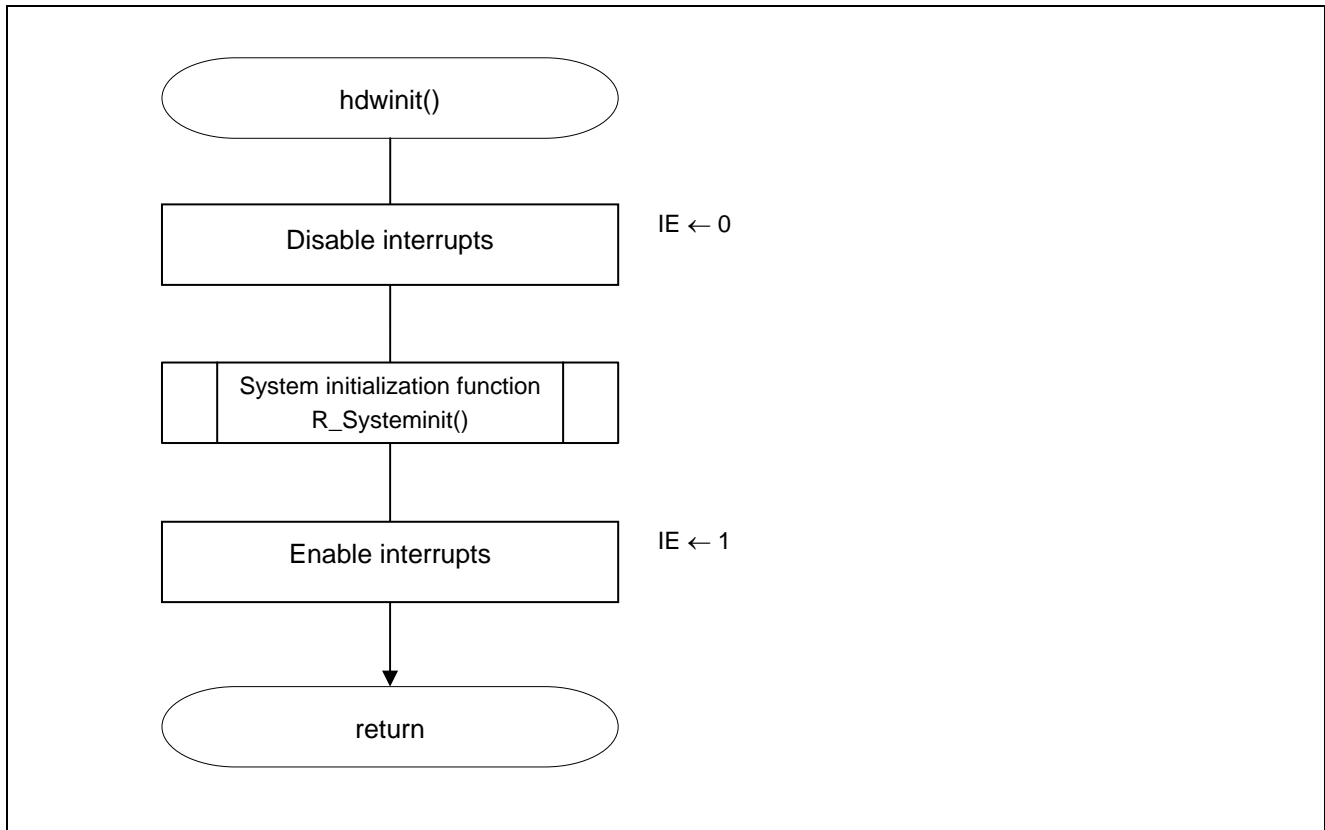 hdwinit()
Disable interrupts
IE ← 0
System initialization function
R_Systeminit()
Enable interrupts
IE ← 1
return